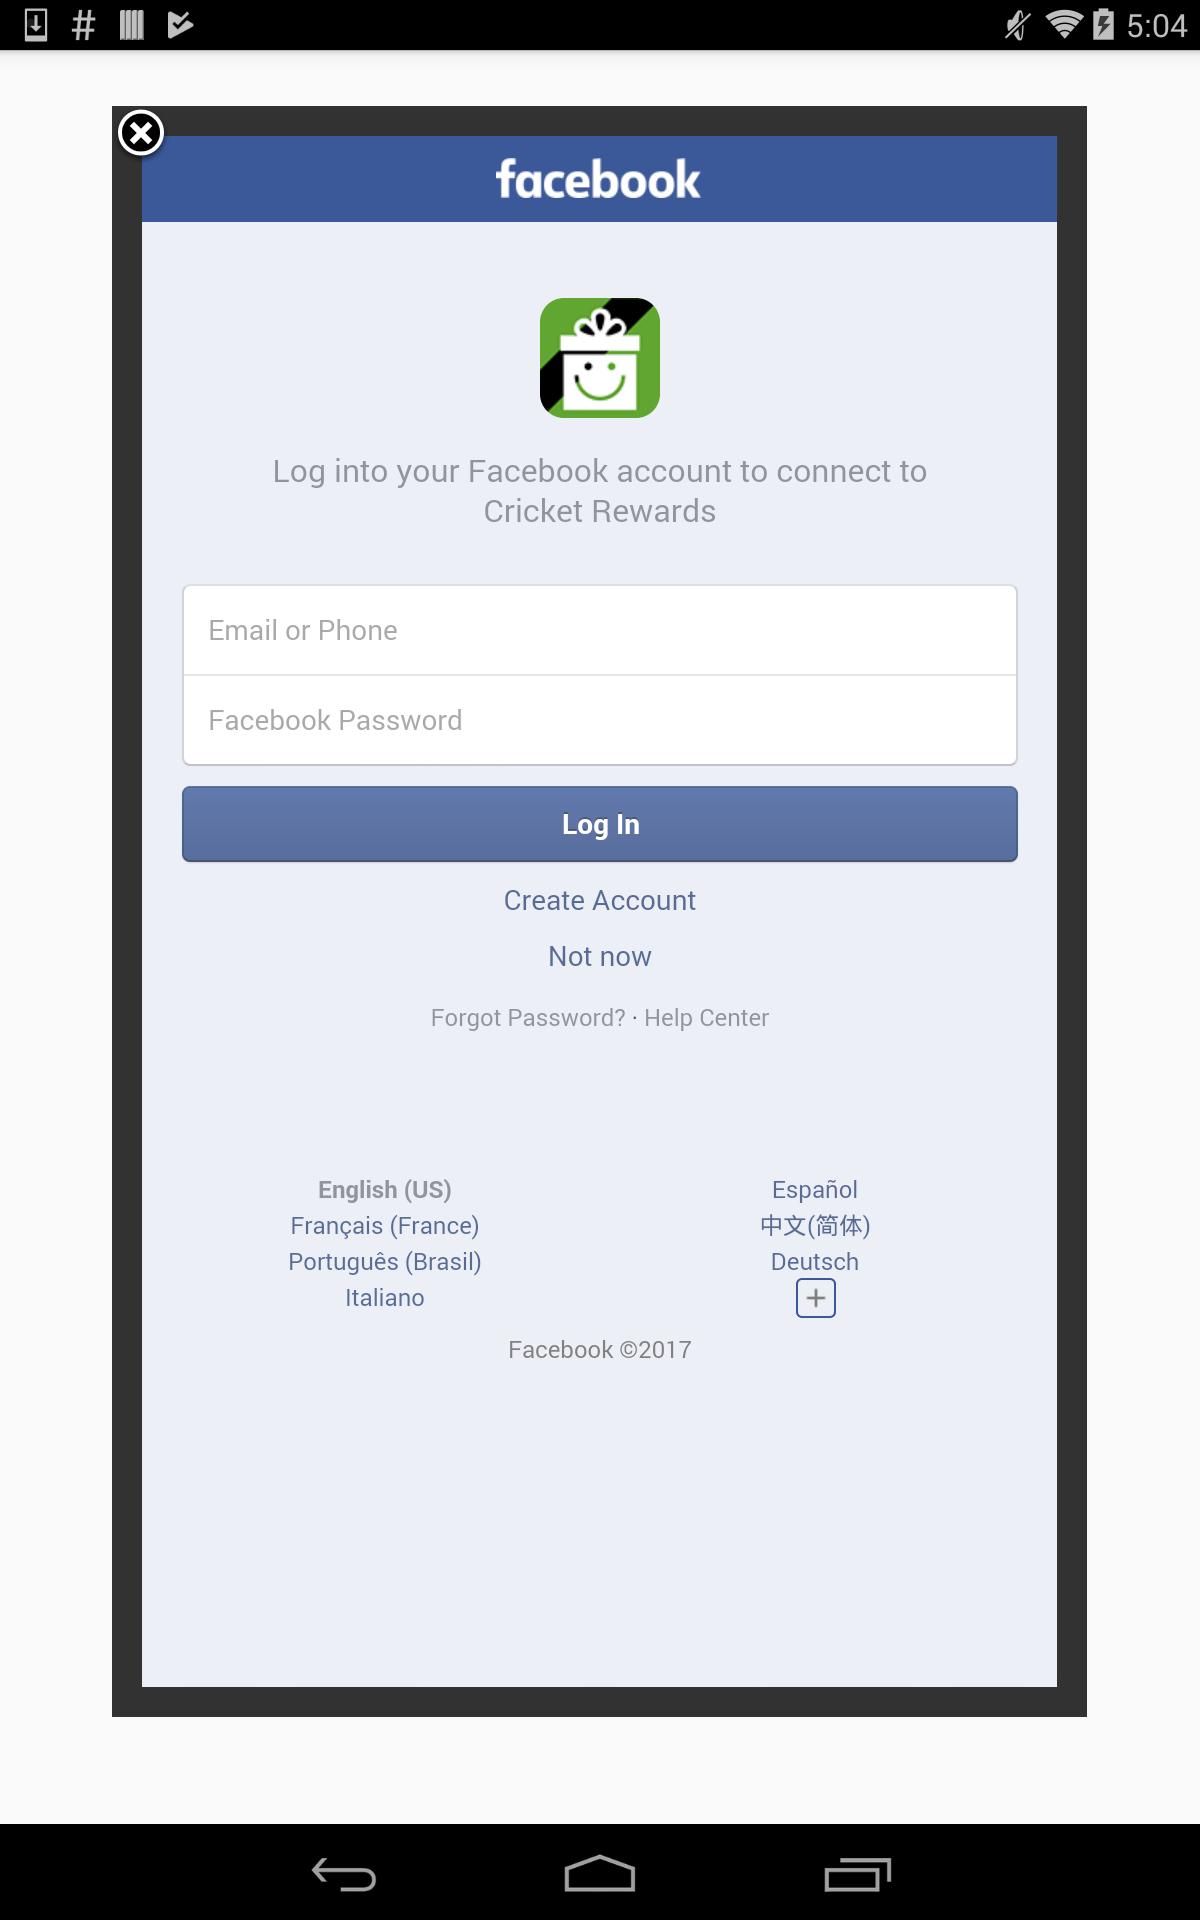 5:04
facebook
Log into your Facebook account to connect to
Cricket Rewards
Email or Phone
Facebook Password
Log In
Create Account
Not now
Forgot Password? · Help Center
English (US)
Español
Français (France)
中文(简体)
Português (Brasil)
Deutsch
Italiano
Facebook ©2017